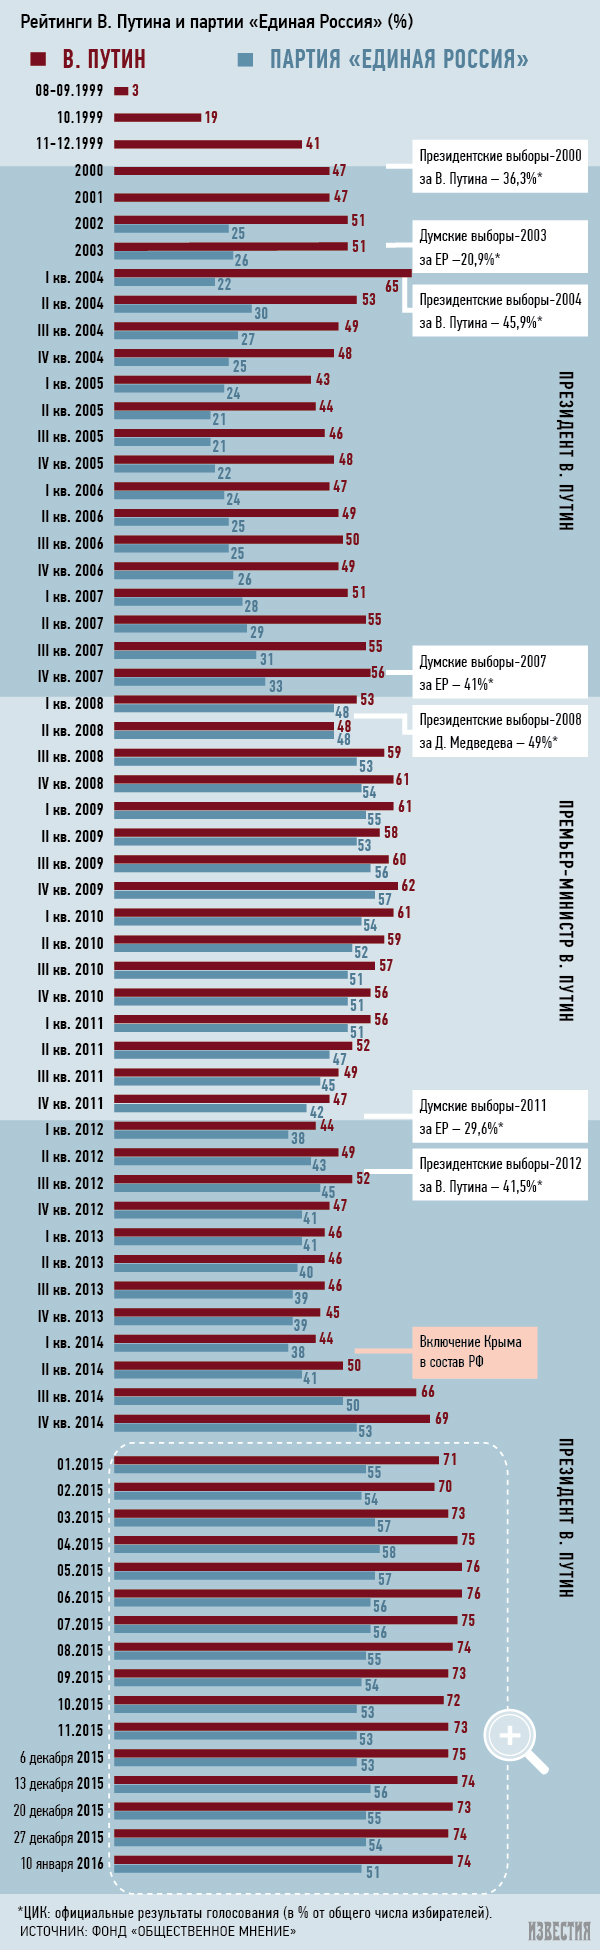 Рейтинги В. Путина и партии «Единая Россия» (%)
В. ПУТИН ПАРТИЯ «ЕДИНАЯ РОССИЯ»
08-09.1999 3
10.1999 19
11-12.1999 41
2000 47
Президентские выборы-2000
за В. Путина – 36,3%*
2001 47
2002 51
25
Думские выборы-2003
за ЕР –20,9%*
2003 51
26
I кв. 2004 65
22
Президентские выборы-2004
за В. Путина – 45,9%*
II кв. 2004 53
30
III кв. 2004 49
27
IV кв. 2004 48
25
I кв. 2005 43
24
II кв. 2005 44
21
III кв. 2005 46
21
IV кв. 2005 48
22
ПРЕЗИДЕНТ В. ПУТИН
I кв. 2006 47
24
II кв. 2006 49
25
III кв. 2006 50
25
IV кв. 2006 49
26
I кв. 2007 51
28
II кв. 2007 55
29
III кв. 2007 55
31
IV кв. 2007 56
33
Думские выборы-2007
за ЕР – 41%*
I кв. 2008 53
48
Президентские выборы-2008
за Д. Медведева – 49%*
II кв. 2008 48
48
III кв. 2008 59
53
IV кв. 2008 61
54
I кв. 2009 61
55
II кв. 2009 58
53
III кв. 2009 60
56
IV кв. 2009 62
57
ПРЕМЬЕР-МИНИСТР В. ПУТИН
I кв. 2010 61
54
II кв. 2010 59
52
III кв. 2010 57
51
IV кв. 2010 56
51
I кв. 2011 56
51
II кв. 2011 52
47
III кв. 2011 49
45
IV кв. 2011 47
42
Думские выборы-2011
за ЕР – 29,6%*
I кв. 2012 44
38
II кв. 2012 49
43
Президентские выборы-2012
за В. Путина – 41,5%*
III кв. 2012 52
45
IV кв. 2012 47
41
I кв. 2013 46
41
II кв. 2013 46
40
III кв. 2013 46
39
IV кв. 2013 45
39
I кв. 2014 44
38
Включение Крыма
в состав РФ
II кв. 2014 50
41
III кв. 2014 66
50
IV кв. 2014 69
53
01.2015 71
55
02.2015 70
54
03.2015 73
57
04.2015 75
58
05.2015 76
57
ПРЕЗИДЕНТ В. ПУТИН
06.2015 76
56
07.2015 75
56
08.2015 74
55
09.2015 73
54
10.2015 72
53
11.2015 73
53
6 декабря 2015 75
53
13 декабря 2015 74
56
20 декабря 2015 73
55
27 декабря 2015 74
54
10 января 2016 74
51
*ЦИК: официальные результаты голосования (в % от общего числа избирателей).
ИСТОЧНИК: ФОНД «ОБЩЕСТВЕННОЕ МНЕНИЕ»
ИЗВЕСТИЯ